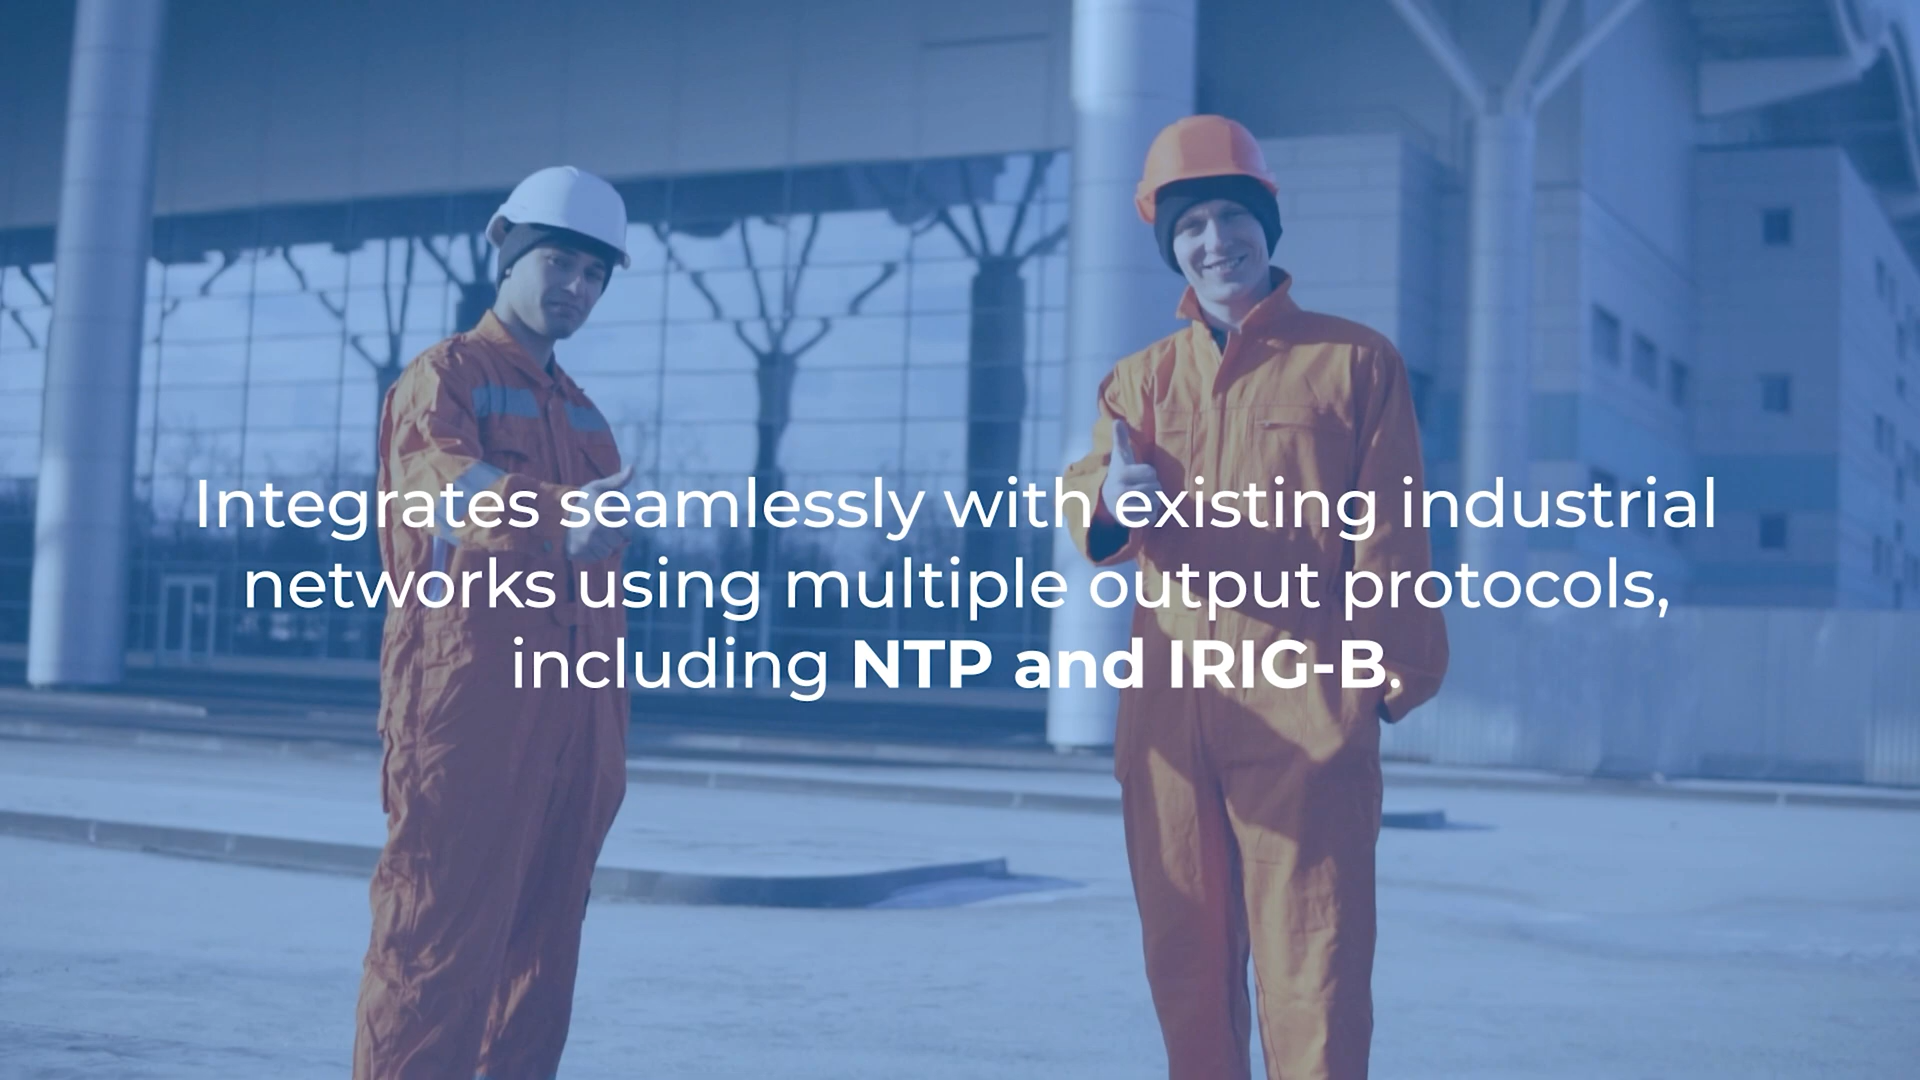 Integrates seamlessly with existing industrial
networks using multiple output protocols,
including NTP and IRIG-B.